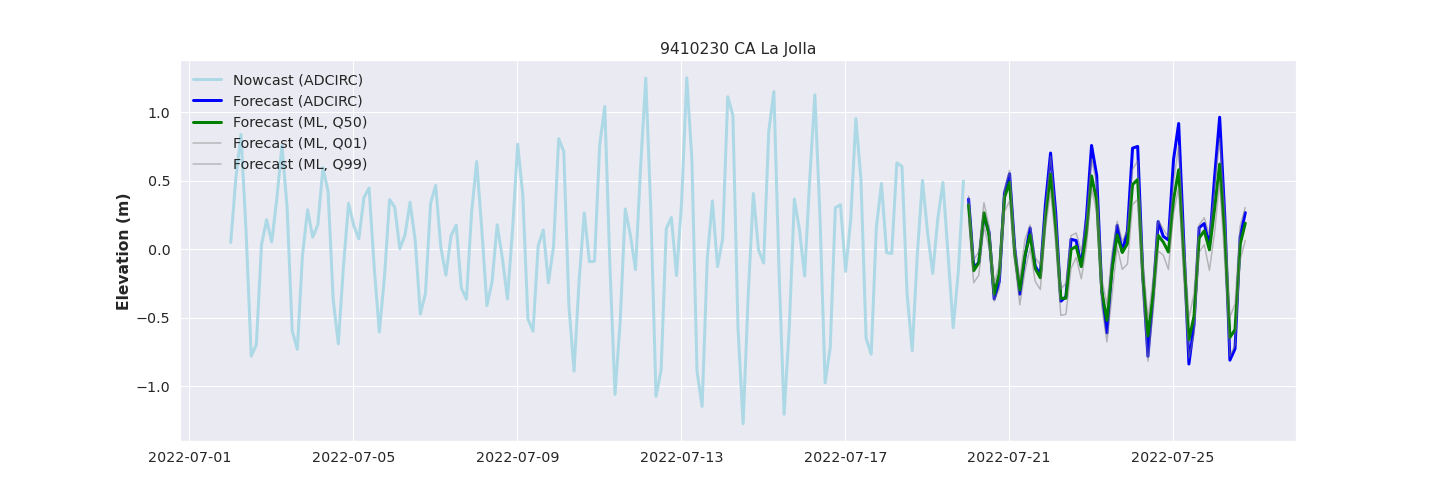 9410230 CA La Jolla
Nowcast (ADCIRC)
Forecast (ADCIRC)
Forecast (ML, Q50)
Forecast (ML, Q01)
Forecast (ML, Q99)
Elevation (m)
1.0
0.5
0.0
−0.5
−1.0
2022-07-01 2022-07-05 2022-07-09 2022-07-13 2022-07-17 2022-07-21 2022-07-25